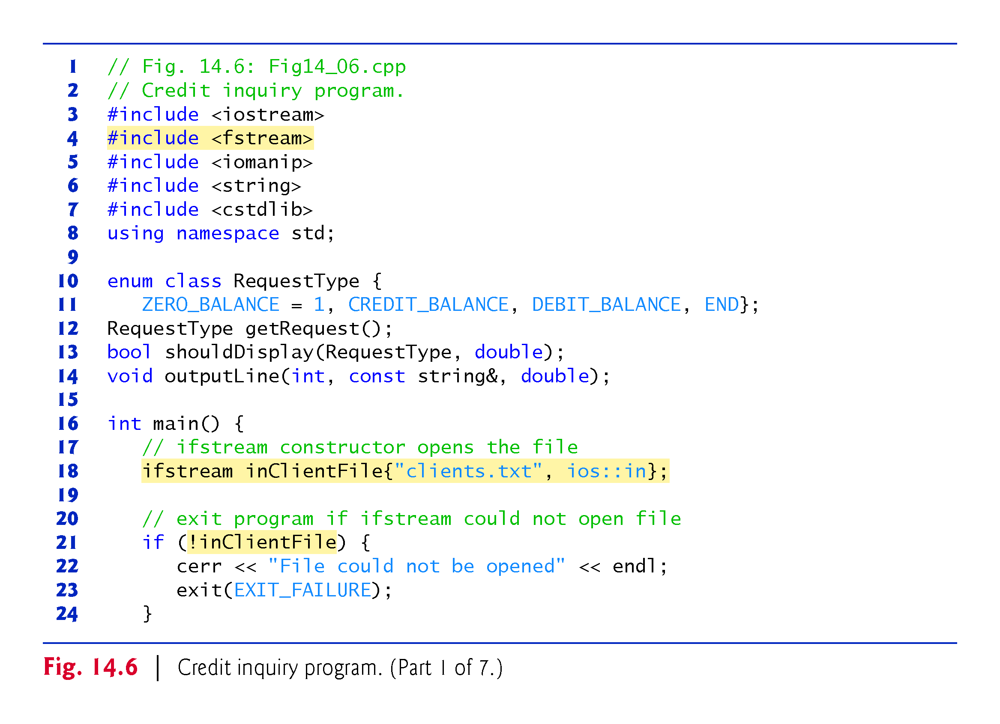 1 // Fig. 14.6: Fig14_06.cpp
2 // Credit inquiry program.
3 #include <iostream>
4 #include <fstream>
5 #include <iomanip>
6 #include <string>
7 #include <cstdlib>
8 using namespace std;
9
10 enum class RequestType {
11    ZERO_BALANCE = 1, CREDIT_BALANCE, DEBIT_BALANCE, END};
12 RequestType getRequest();
13 bool shouldDisplay(RequestType, double);
14 void outputLine(int, const string&, double);
15
16 int main() {
17    // ifstream constructor opens the file
18    ifstream inClientFile{"clients.txt", ios::in};
19
20    // exit program if ifstream could not open file
21    if (!inClientFile) {
22       cerr << "File could not be opened" << endl;
23       exit(EXIT_FAILURE);
24    }
Fig. 14.6 | Credit inquiry program. (Part 1 of 7.)